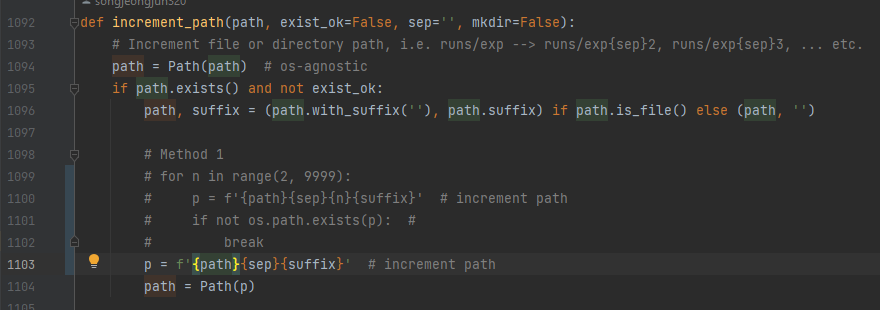 songjeongjun320
1092 def increment_path(path, exist_ok=False, sep='', mkdir=False):
1093 # Increment file or directory path, i.e. runs/exp --> runs/exp{sep}2, runs/exp{sep}3, ... etc.
1094 path = Path(path)  # os-agnostic
1095 if path.exists() and not exist_ok:
1096 path, suffix = (path.with_suffix(''), path.suffix) if path.is_file() else (path, '')
1097
1098 # Method 1
1099 # for n in range(2, 9999):
1100 #     p = f'{path}{sep}{n}{suffix}'  # increment path
1101 #     if not os.path.exists(p):  #
1102 #         break
1103 p = f'{path}{sep}{suffix}'  # increment path
1104 path = Path(p)
1105